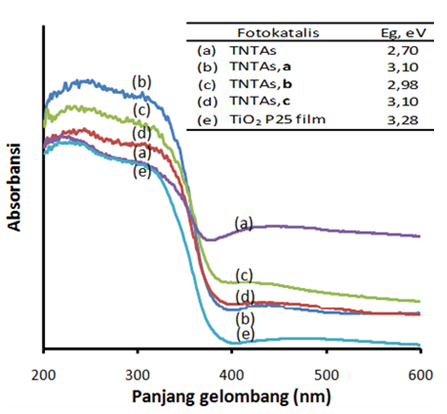 Fotokatalis Eg, eV
(a) TNTAs 2,70
(b) TNTAs, a 3,10
(c) TNTAs, b 2,98
(d) TNTAs, c 3,10
(e) TiO₂ P25 film 3,28
Absorbansi
(b)
(c)
(d)
(a)
(e)
(a)
(c)
(d)
(b)
(e)
200 300 400 500 600
Panjang gelombang (nm)